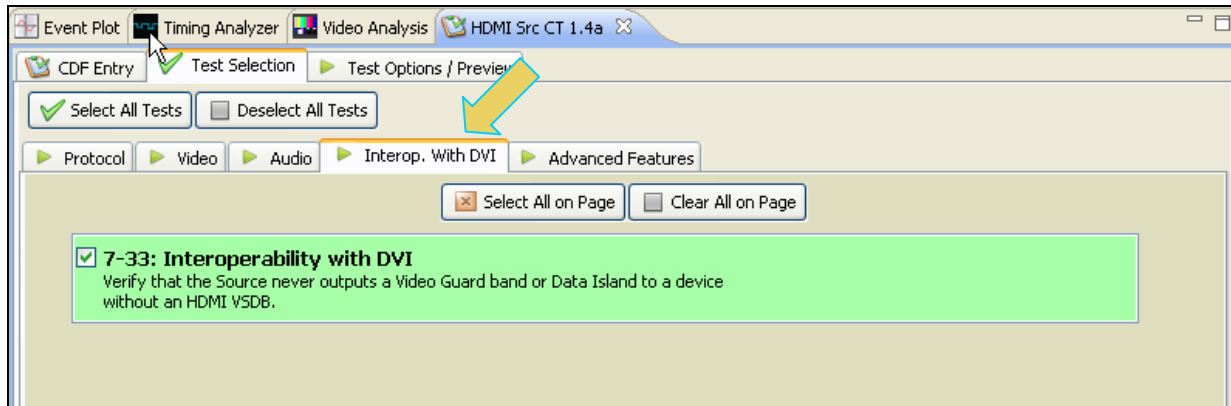 Event Plot Timing Analyzer Video Analysis HDMI Src CT 1.4a
CDF Entry Test Selection Test Options / Preview
Select All Tests Deselect All Tests
Protocol Video Audio Interop. With DVI Advanced Features
Select All on Page Clear All on Page
7-33: Interoperability with DVI
Verify that the Source never outputs a Video Guard band or Data Island to a device
without an HDMI VSDB.